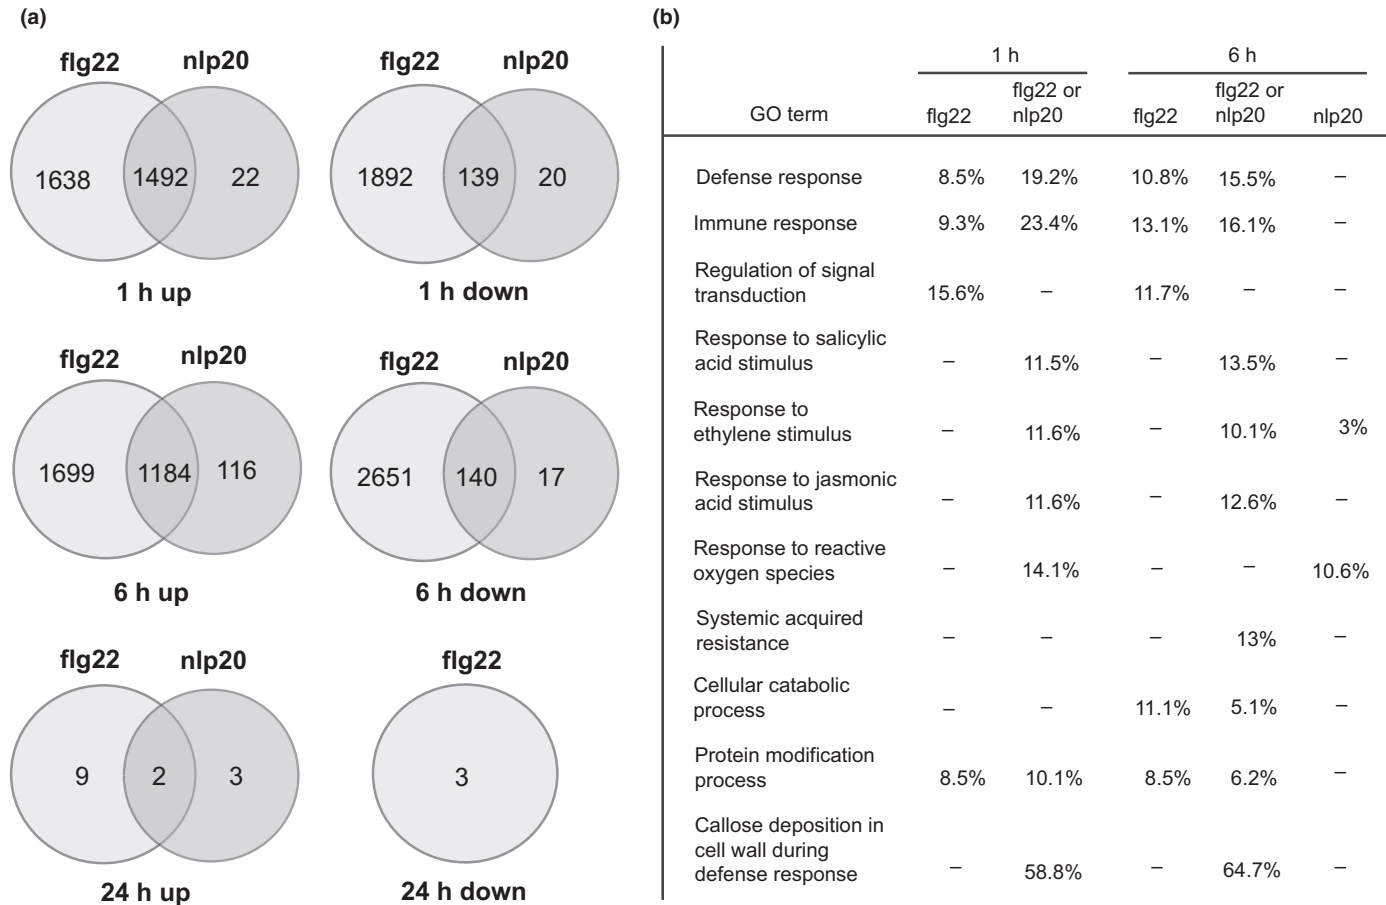 (a)
flg22 nlp20
1638 1492 22
1 h up
flg22 nlp20
1892 139 20
1 h down
flg22 nlp20
1699 1184 116
6 h up
flg22 nlp20
2651 140 17
6 h down
flg22 nlp20
9 2 3
24 h up
flg22
3
24 h down
(b)
1 h 6 h
flg22 or flg22 or
GO term flg22 nlp20 flg22 nlp20 nlp20
Defense response 8.5% 19.2% 10.8% 15.5% –
Immune response 9.3% 23.4% 13.1% 16.1% –
Regulation of signal
transduction 15.6% – 11.7% – –
Response to salicylic
acid stimulus – 11.5% – 13.5% –
Response to
ethylene stimulus – 11.6% – 10.1% 3%
Response to jasmonic
acid stimulus – 11.6% – 12.6% –
Response to reactive
oxygen species – 14.1% – – 10.6%
Systemic acquired
resistance – – – 13% –
Cellular catabolic
process – – 11.1% 5.1% –
Protein modification
process 8.5% 10.1% 8.5% 6.2% –
Callose deposition in
cell wall during
defense response – 58.8% – 64.7% –